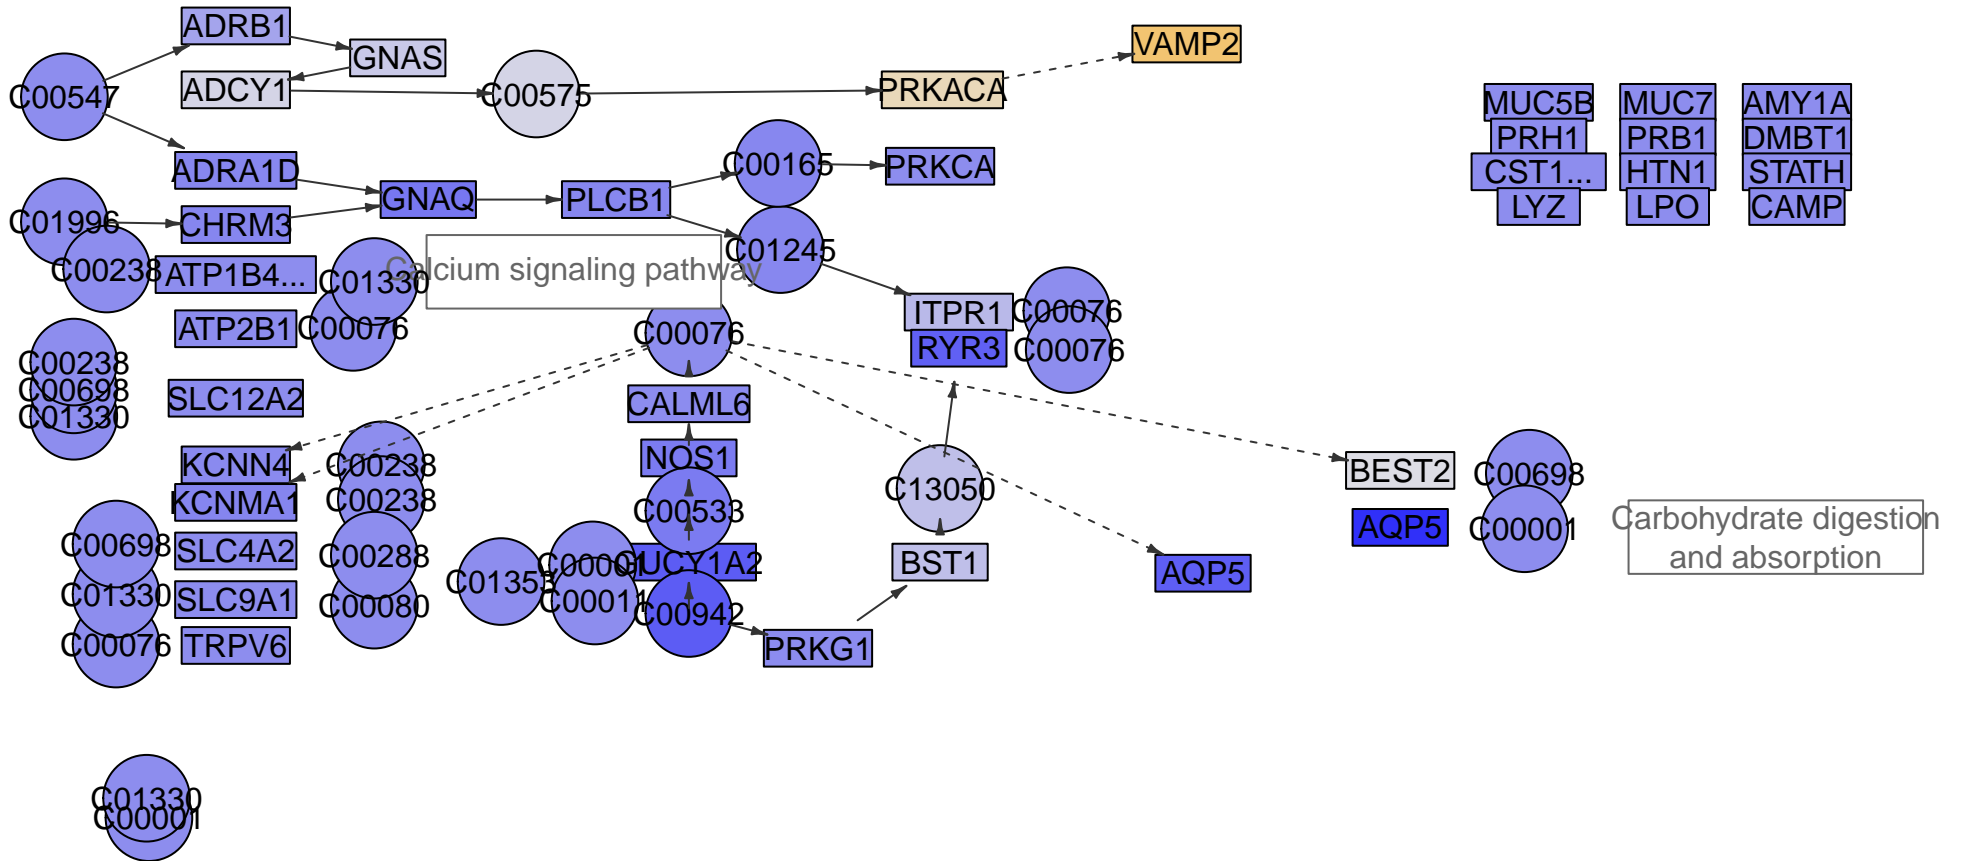 ADRB1
GNAS
VAMP2
C00547
ADCY1
C00575
PRKACA
MUC5B
MUC7
AMY1A
PRH1
PRB1
DMBT1
CST1...
HTN1
STATH
LYZ
LPO
CAMP
ADRA1D
C00165
PRKCA
GNAQ
PLCB1
C01996
CHRM3
C01245
C00238
ATP1B4...
C01330
Calcium signaling pathway
ATP2B1
C00076
C00076
ITPR1
C00076
RYR3
C00076
C00238
C00698
C01330
SLC12A2
CALML6
KCNN4
C00238
NOS1
KCNMA1
C00238
C00533
C13050
BEST2
C00698
AQP5
C00001
Carbohydrate digestion
and absorption
C00698
SLC4A2
C00288
C01353
C00001
GUCY1A2
BST1
AQP5
C01330
SLC9A1
C00080
C00011
C00942
C00076
TRPV6
PRKG1
C01330
C00001